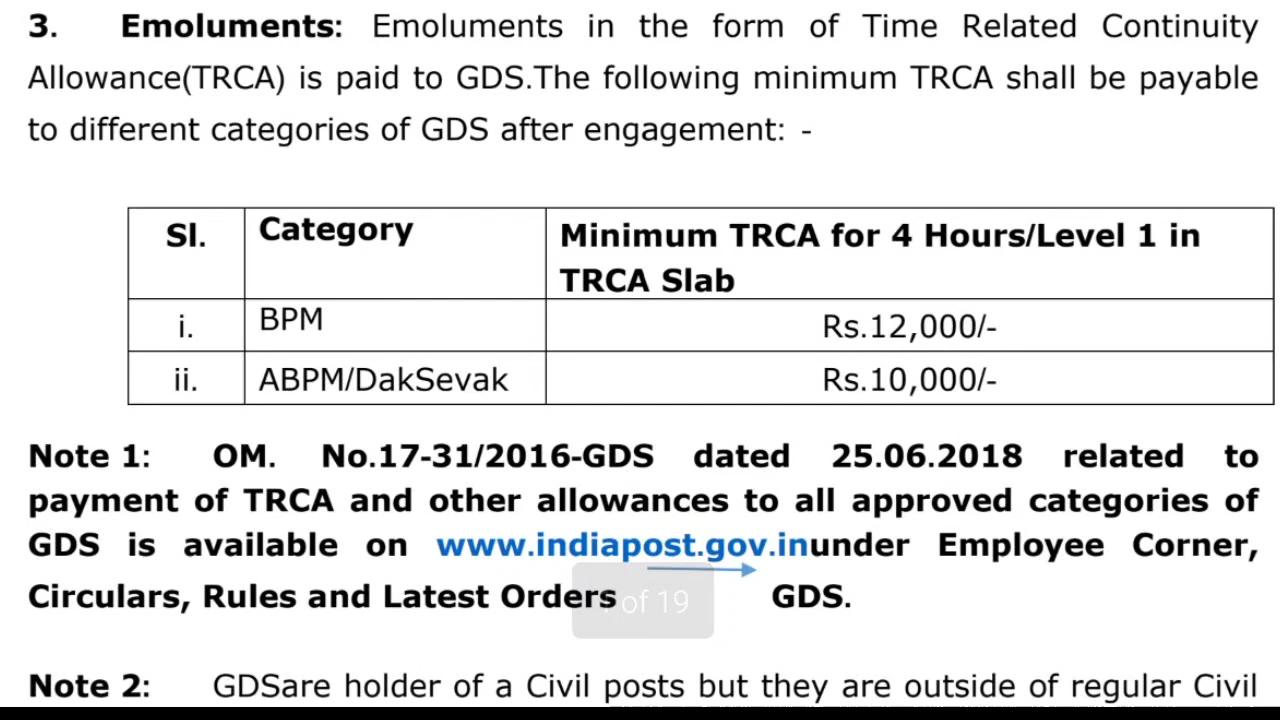 3. Emoluments: Emoluments in the form of Time Related Continuity
Allowance(TRCA) is paid to GDS.The following minimum TRCA shall be payable
to different categories of GDS after engagement: -
Sl. Category Minimum TRCA for 4 Hours/Level 1 in
TRCA Slab
i. BPM Rs.12,000/-
ii. ABPM/DakSevak Rs.10,000/-
Note 1: OM. No.17-31/2016-GDS dated 25.06.2018 related to
payment of TRCA and other allowances to all approved categories of
GDS is available on www.indiapost.gov.inunder Employee Corner,
Circulars, Rules and Latest Orders GDS.
of 19
Note 2: GDSare holder of a Civil posts but they are outside of regular Civil